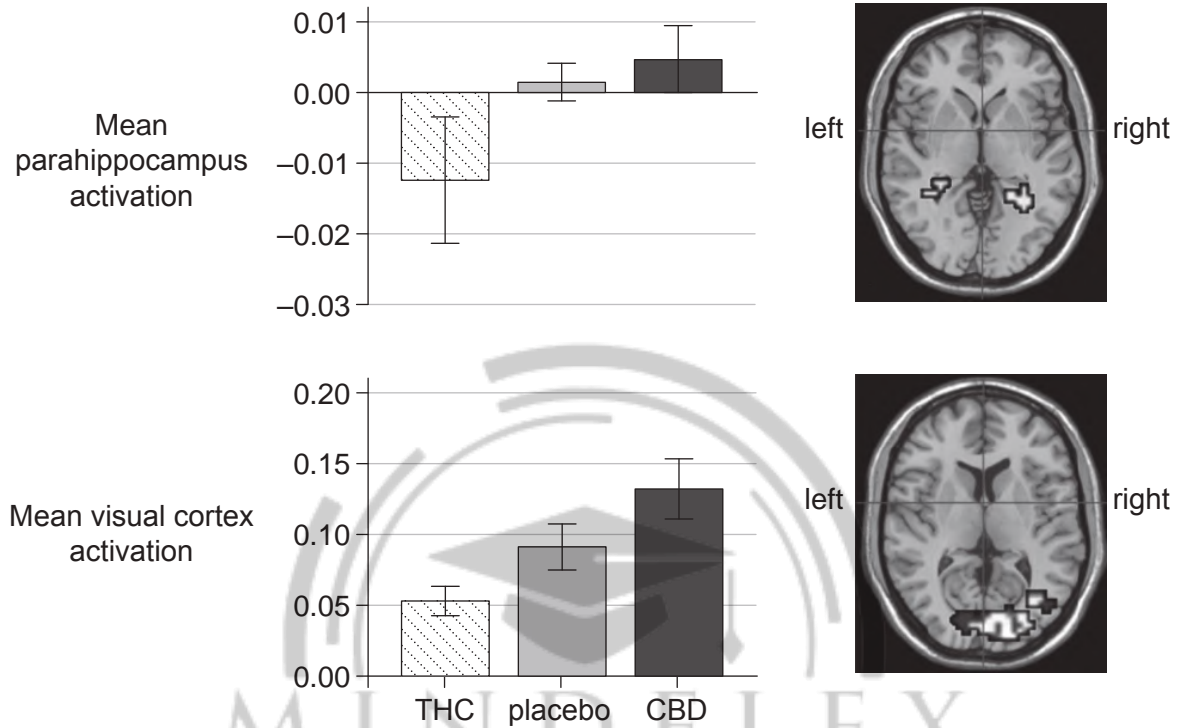 0.01
0.00
–0.01
–0.02
–0.03
Mean
parahippocampus
activation
left
right
0.20
0.15
0.10
0.05
0.00
Mean visual cortex
activation
left
right
THC placebo CBD
MINDELEX